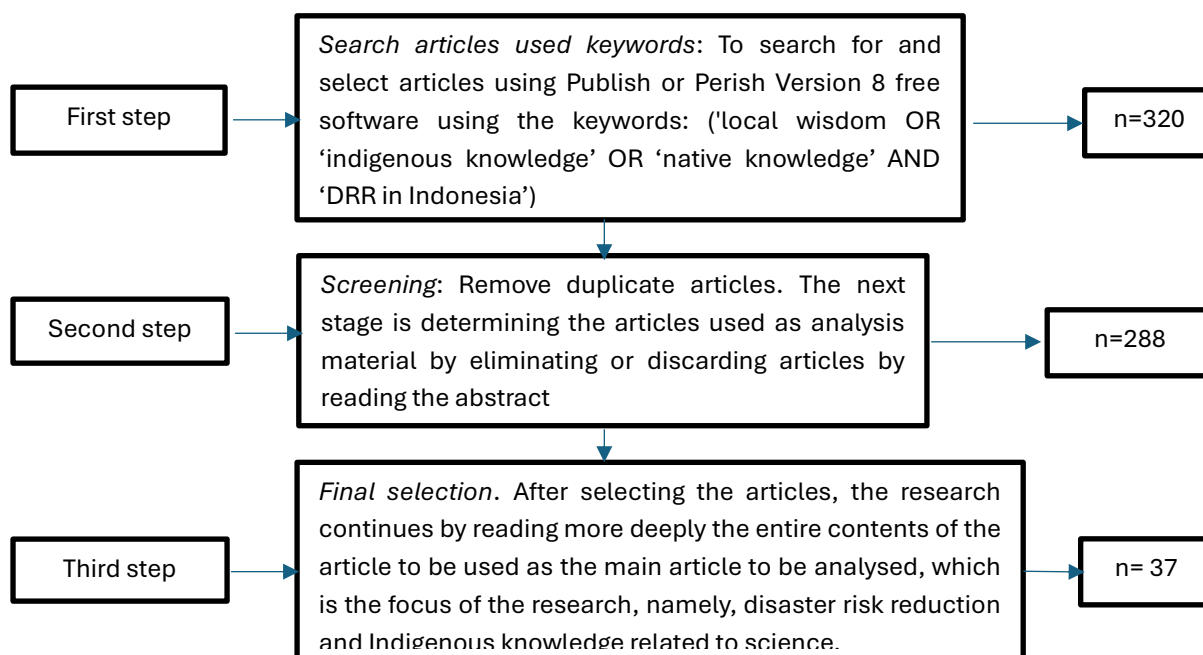 Search articles used keywords: To search for and
select articles using Publish or Perish Version 8 free
software using the keywords: ('local wisdom OR
‘indigenous knowledge’ OR ‘native knowledge’ AND
‘DRR in Indonesia’)
First step
n=320
Screening: Remove duplicate articles. The next
stage is determining the articles used as analysis
material by eliminating or discarding articles by
reading the abstract
Second step
n=288
Final selection. After selecting the articles, the research
continues by reading more deeply the entire contents of the
article to be used as the main article to be analysed, which
is the focus of the research, namely, disaster risk reduction
and Indigenous knowledge related to science.
Third step
n= 37